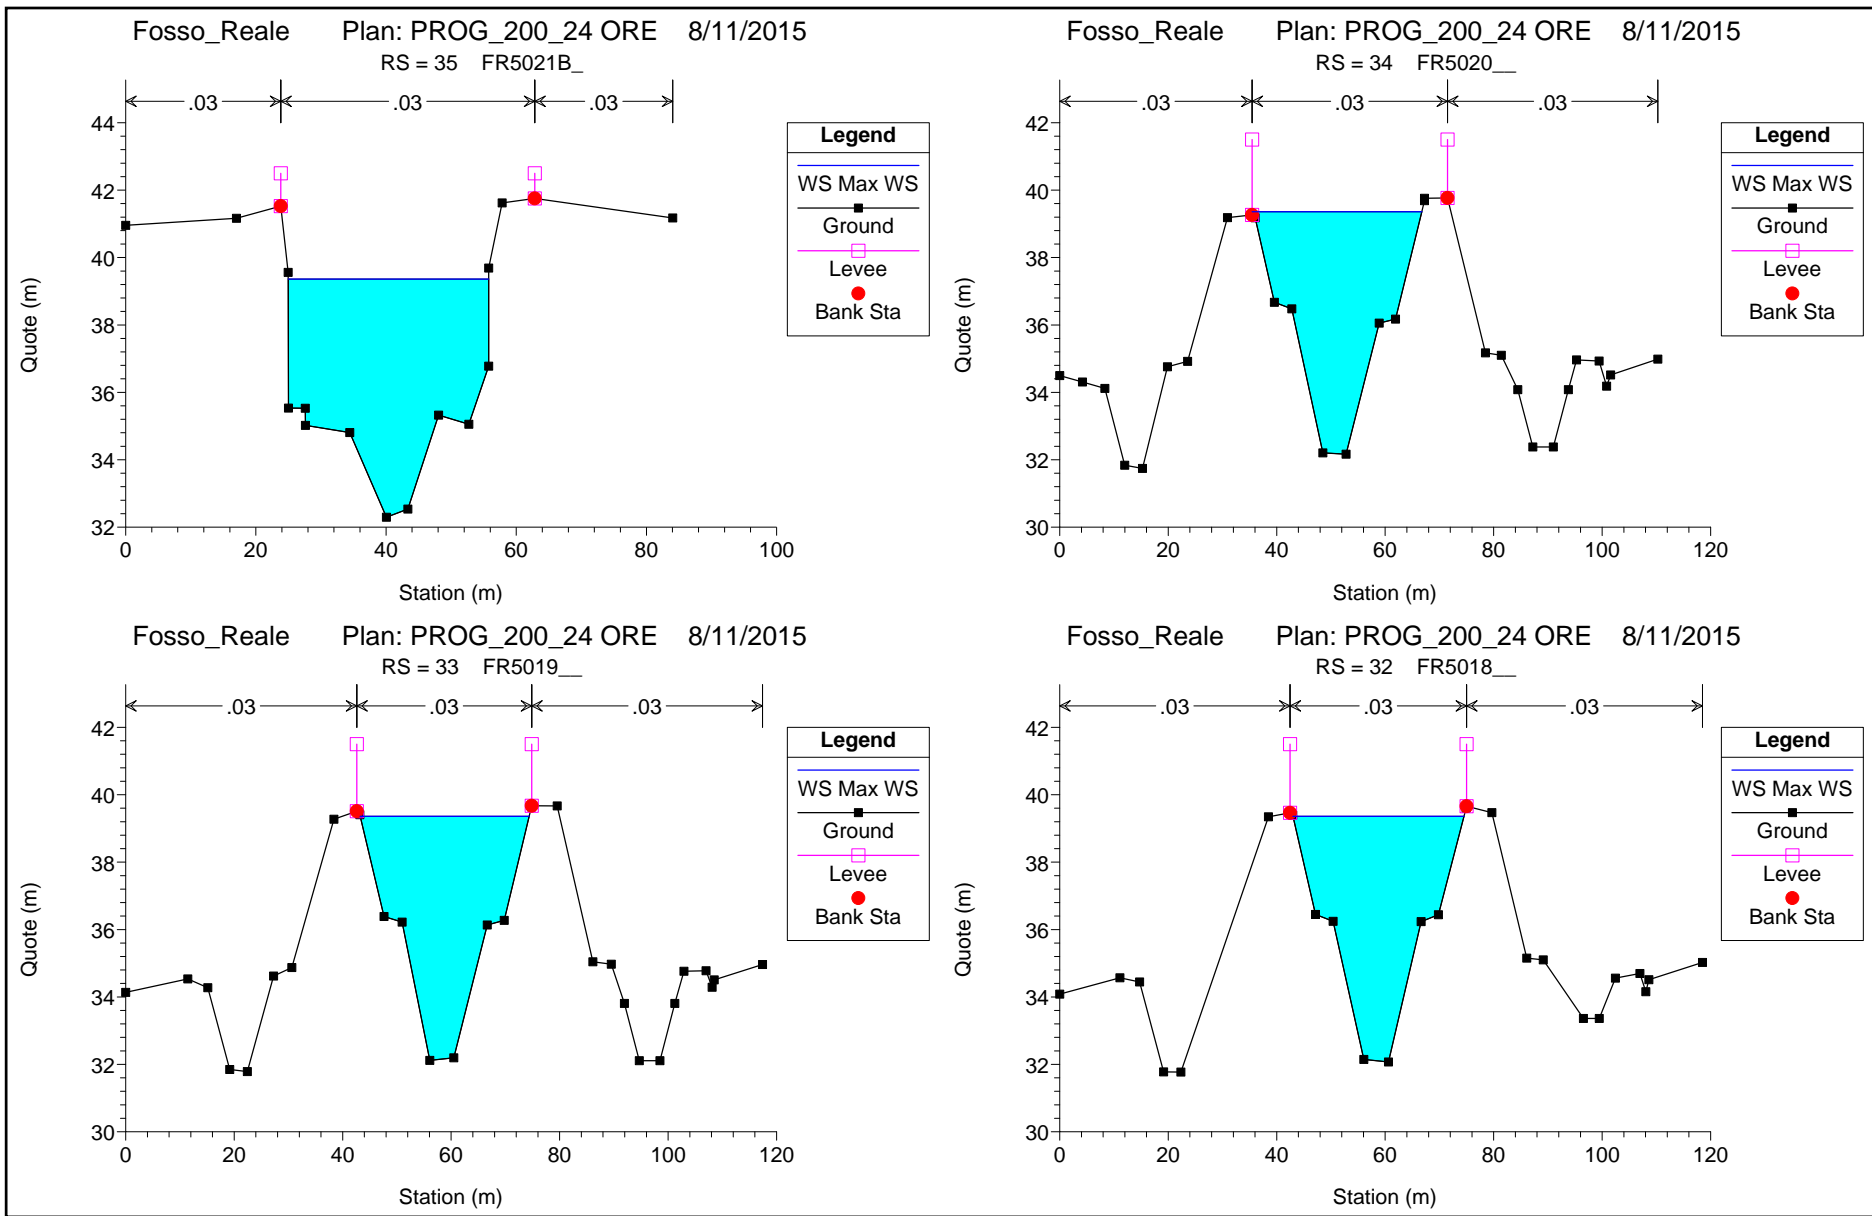 Fosso_Reale Plan: PROG_200_24 ORE 8/11/2015
RS = 35 FR5021B_
.03 .03 .03
44
42
40
38
36
34
32
0 20 40 60 80 100
Quote (m)
Station (m)
Legend
WS Max WS
Ground
Levee
Bank Sta
Fosso_Reale Plan: PROG_200_24 ORE 8/11/2015
RS = 34 FR5020__
.03 .03 .03
42
40
38
36
34
32
30
0 20 40 60 80 100 120
Quote (m)
Station (m)
Legend
WS Max WS
Ground
Levee
Bank Sta
Fosso_Reale Plan: PROG_200_24 ORE 8/11/2015
RS = 33 FR5019__
.03 .03 .03
42
40
38
36
34
32
30
0 20 40 60 80 100 120
Quote (m)
Station (m)
Legend
WS Max WS
Ground
Levee
Bank Sta
Fosso_Reale Plan: PROG_200_24 ORE 8/11/2015
RS = 32 FR5018__
.03 .03 .03
42
40
38
36
34
32
30
0 20 40 60 80 100 120
Quote (m)
Station (m)
Legend
WS Max WS
Ground
Levee
Bank Sta